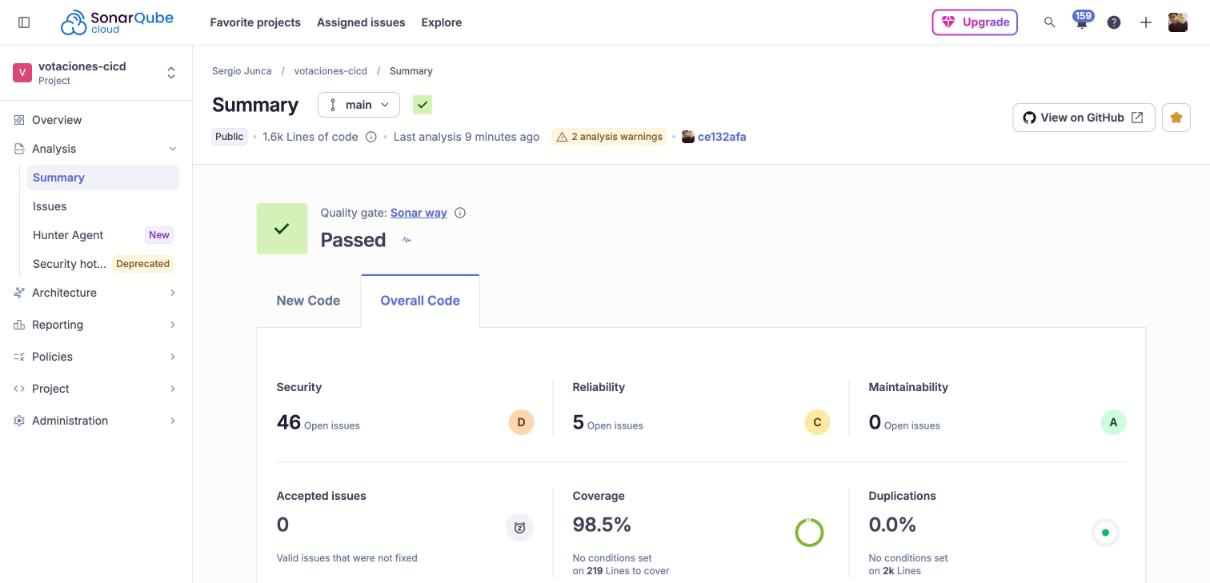 SonarQube cloud
Favorite projects Assigned issues Explore
Upgrade
159
V votaciones-cicd
Project
Overview
Analysis
Summary
Issues
Hunter Agent New
Security hot... Deprecated
Architecture
Reporting
Policies
Project
Administration
Sergio Junca / votaciones-cicd / Summary
Summary main
Public • 1.6k Lines of code • Last analysis 9 minutes ago 2 analysis warnings • ce132afa
View on GitHub
Quality gate: Sonar way
Passed
New Code Overall Code
Security Reliability Maintainability
46 Open issues D 5 Open issues C 0 Open issues A
Accepted issues Coverage Duplications
0 98.5% 0.0%
Valid issues that were not fixed No conditions set No conditions set
on 219 Lines to cover on 2k Lines